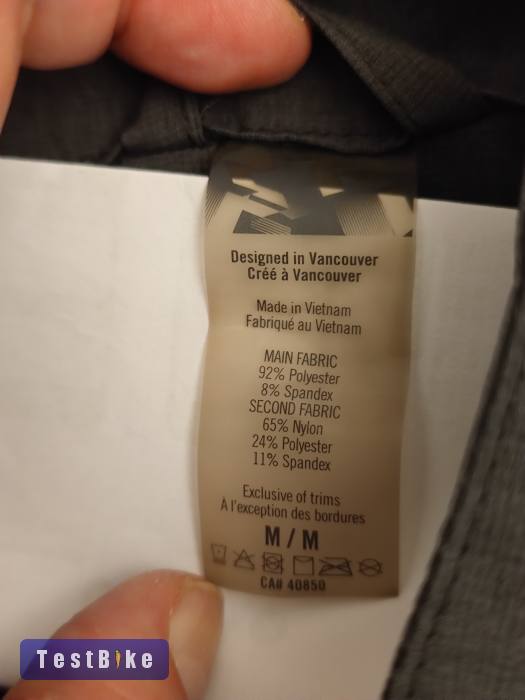 Designed in Vancouver
Créé à Vancouver
Made in Vietnam
Fabriqué au Vietnam
MAIN FABRIC
92% Polyester
8% Spandex
SECOND FABRIC
65% Nylon
24% Polyester
11% Spandex
Exclusive of trims
À l'exception des bordures
M / M
CA# 40850
TestBike